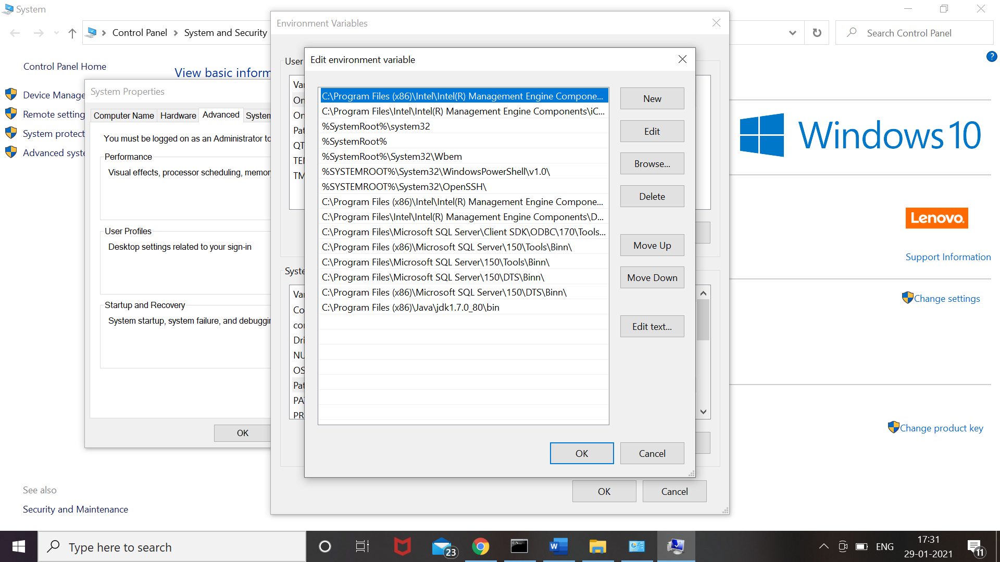 System
Control Panel
System and Security
Search Control Panel
Control Panel Home
View basic inform
Device Manage
Remote setting
System protect
Advanced syste
System Properties
Computer Name
Hardware
Advanced
System
You must be logged on as an Administrator to
Performance
Visual effects, processor scheduling, memor
User Profiles
Desktop settings related to your sign-in
Startup and Recovery
System startup, system failure, and debuggin
OK
See also
Security and Maintenance
Environment Variables
User
Va
On
On
Pat
QT
TE
TM
Syste
Va
Co
co
Dri
NU
OS
Pat
PA
PR
OK
Cancel
Edit environment variable
C:\Program Files (x86)\Intel\Intel(R) Management Engine Compone...
C:\Program Files\Intel\Intel(R) Management Engine Components\iC...
%SystemRoot%\system32
%SystemRoot%
%SystemRoot%\System32\Wbem
%SYSTEMROOT%\System32\WindowsPowerShell\v1.0\
%SYSTEMROOT%\System32\OpenSSH\
C:\Program Files (x86)\Intel\Intel(R) Management Engine Compone...
C:\Program Files\Intel\Intel(R) Management Engine Components\D...
C:\Program Files\Microsoft SQL Server\Client SDK\ODBC\170\Tools...
C:\Program Files (x86)\Microsoft SQL Server\150\Tools\Binn\
C:\Program Files\Microsoft SQL Server\150\Tools\Binn\
C:\Program Files\Microsoft SQL Server\150\DTS\Binn\
C:\Program Files (x86)\Microsoft SQL Server\150\DTS\Binn\
C:\Program Files (x86)\Java\jdk1.7.0_80\bin
New
Edit
Browse...
Delete
Move Up
Move Down
Edit text...
OK
Cancel
?
Windows 10
Lenovo
Support Information
Change settings
Change product key
Type here to search
23
ENG
17:31
29-01-2021
11